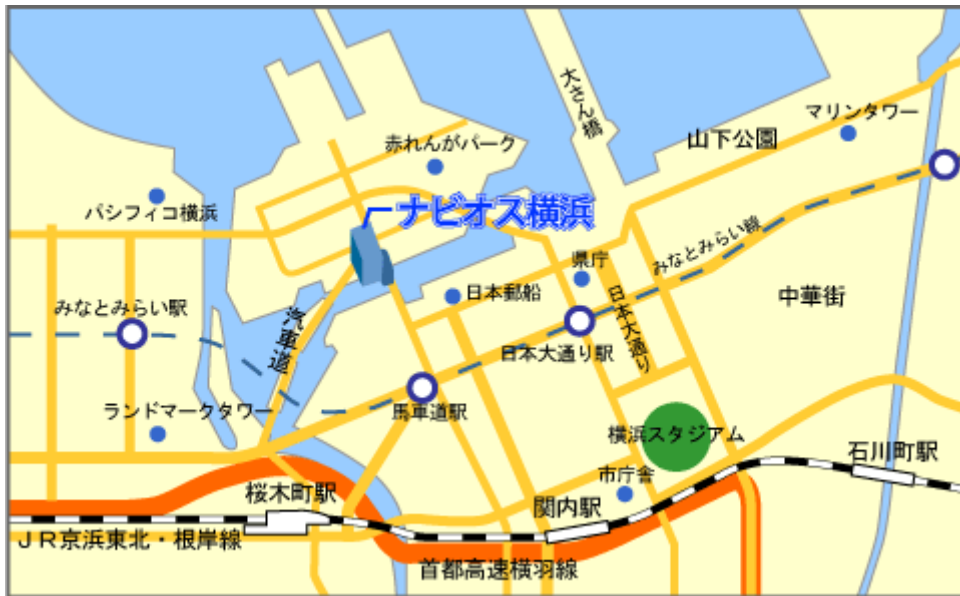 大さん橋
マリンタワー
山下公園
赤れんがパーク
パシフィコ横浜
ナビオス横浜
みなとみらい線
県庁
中華街
みなとみらい駅
汽車道
日本郵船
日本大通り
日本大通り駅
ランドマークタワー
馬車道駅
横浜スタジアム
石川町駅
市庁舎
桜木町駅
関内駅
JR京浜東北・根岸線
首都高速横羽線